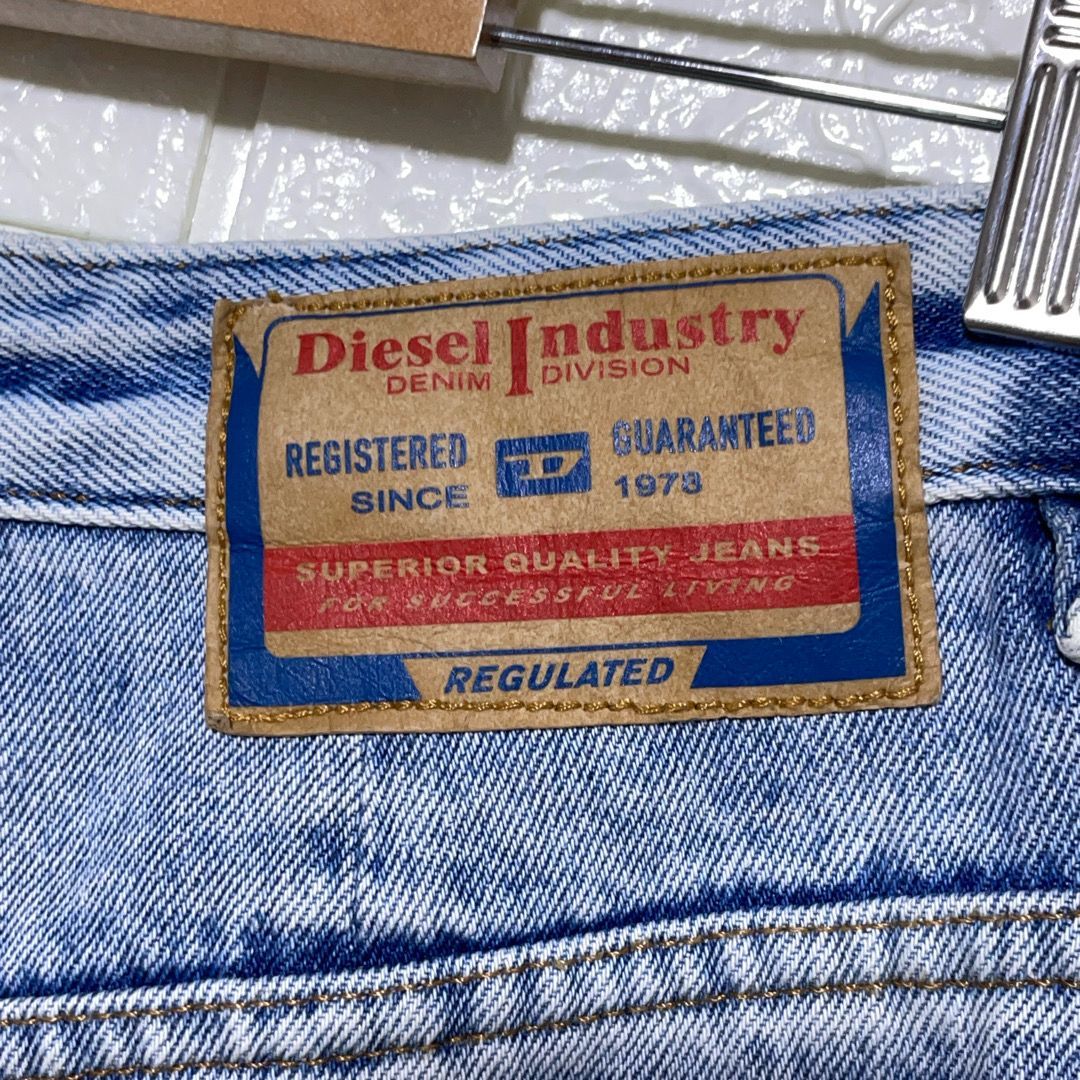 Diesel Industry
DENIM DIVISION
REGISTERED D GUARANTEED
SINCE 1978
SUPERIOR QUALITY JEANS
FOR SUCCESSFUL LIVING
REGULATED